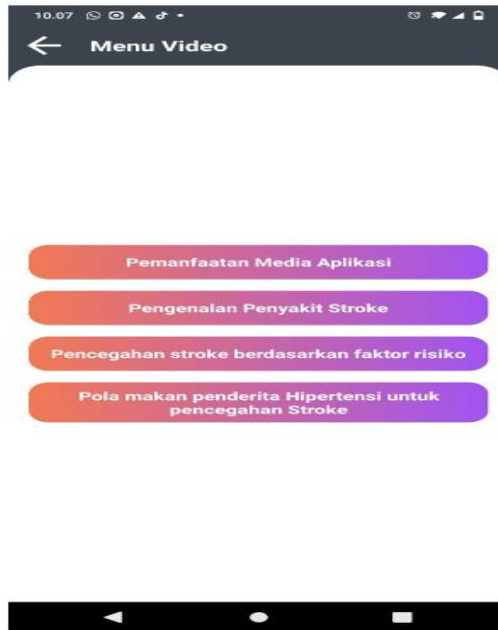 10.07
Menu Video
Pemanfaatan Media Aplikasi
Pengenalan Penyakit Stroke
Pencegahan stroke berdasarkan faktor risiko
Pola makan penderita Hipertensi untuk
pencegahan Stroke